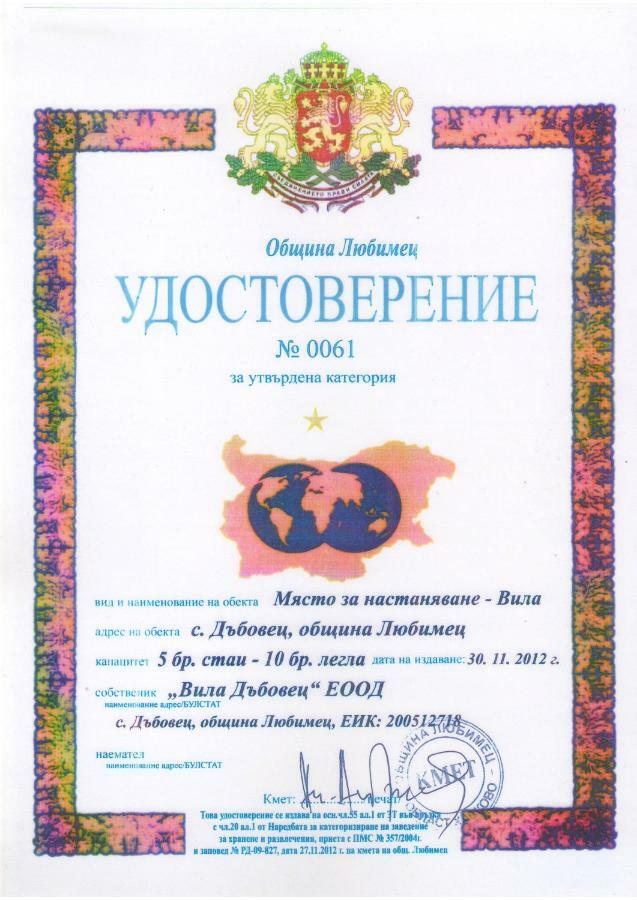 СЪЕДИНЕНИЕТО ПРАВИ СИЛАТА
Община Любимец
УДОСТОВЕРЕНИЕ
№ 0061
за утвърдена категория
вид и наименование на обекта Място за настаняване - Вила
адрес на обекта с. Дъбовец, община Любимец
капацитет 5 бр. стаи - 10 бр. легла дата на издаване: 30. 11. 2012 г.
собственик „Вила Дъбовец“ ЕООД
наименование адрес/БУЛСТАТ
с. Дъбовец, община Любимец, ЕИК: 200512718
наемател
наименование адрес/БУЛСТАТ
Кмет: печат
ОБЩИНА ЛЮБИМЕЦ -
КМЕТ
ОБЛАСТ
Това удостоверение се издава на осн.чл.55 ал.1 от ЗТ във връзка
с чл.20 ал.1 от Наредбата за категоризиране на заведение
за хранене и развлечения, приета с ПМС № 357/2004г.
и заповед № РД-09-827, дата 27.11.2012 г. на кмета на общ. Любимец